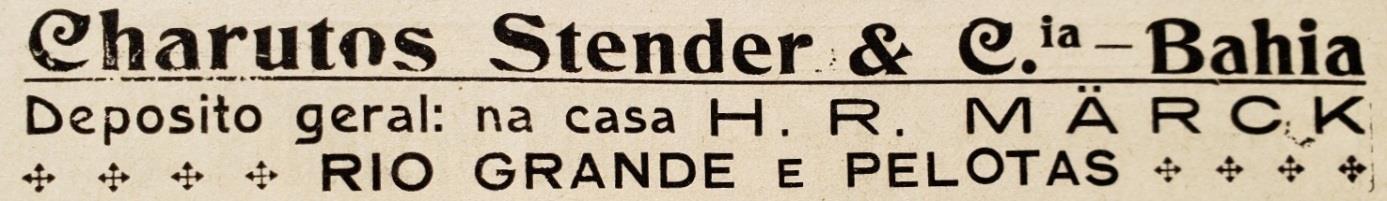 Charutos Stender & C.ia – Bahia
Deposito geral: na casa H. R. MÄRCK
RIO GRANDE E PELOTAS